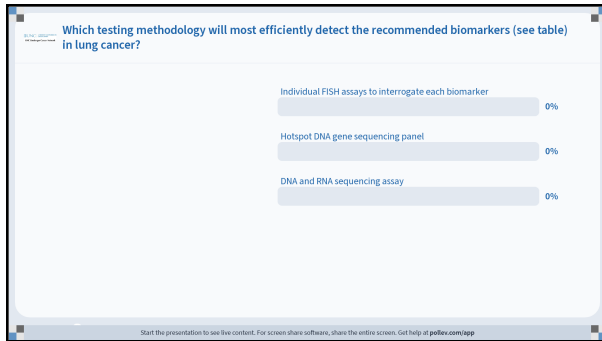 Which testing methodology will most efficiently detect the recommended biomarkers (see table)
in lung cancer?
Individual FISH assays to interrogate each biomarker
0%
Hotspot DNA gene sequencing panel
0%
DNA and RNA sequencing assay
0%
Start the presentation to see live content. For screen share software, share the entire screen. Get help at pollev.com/app